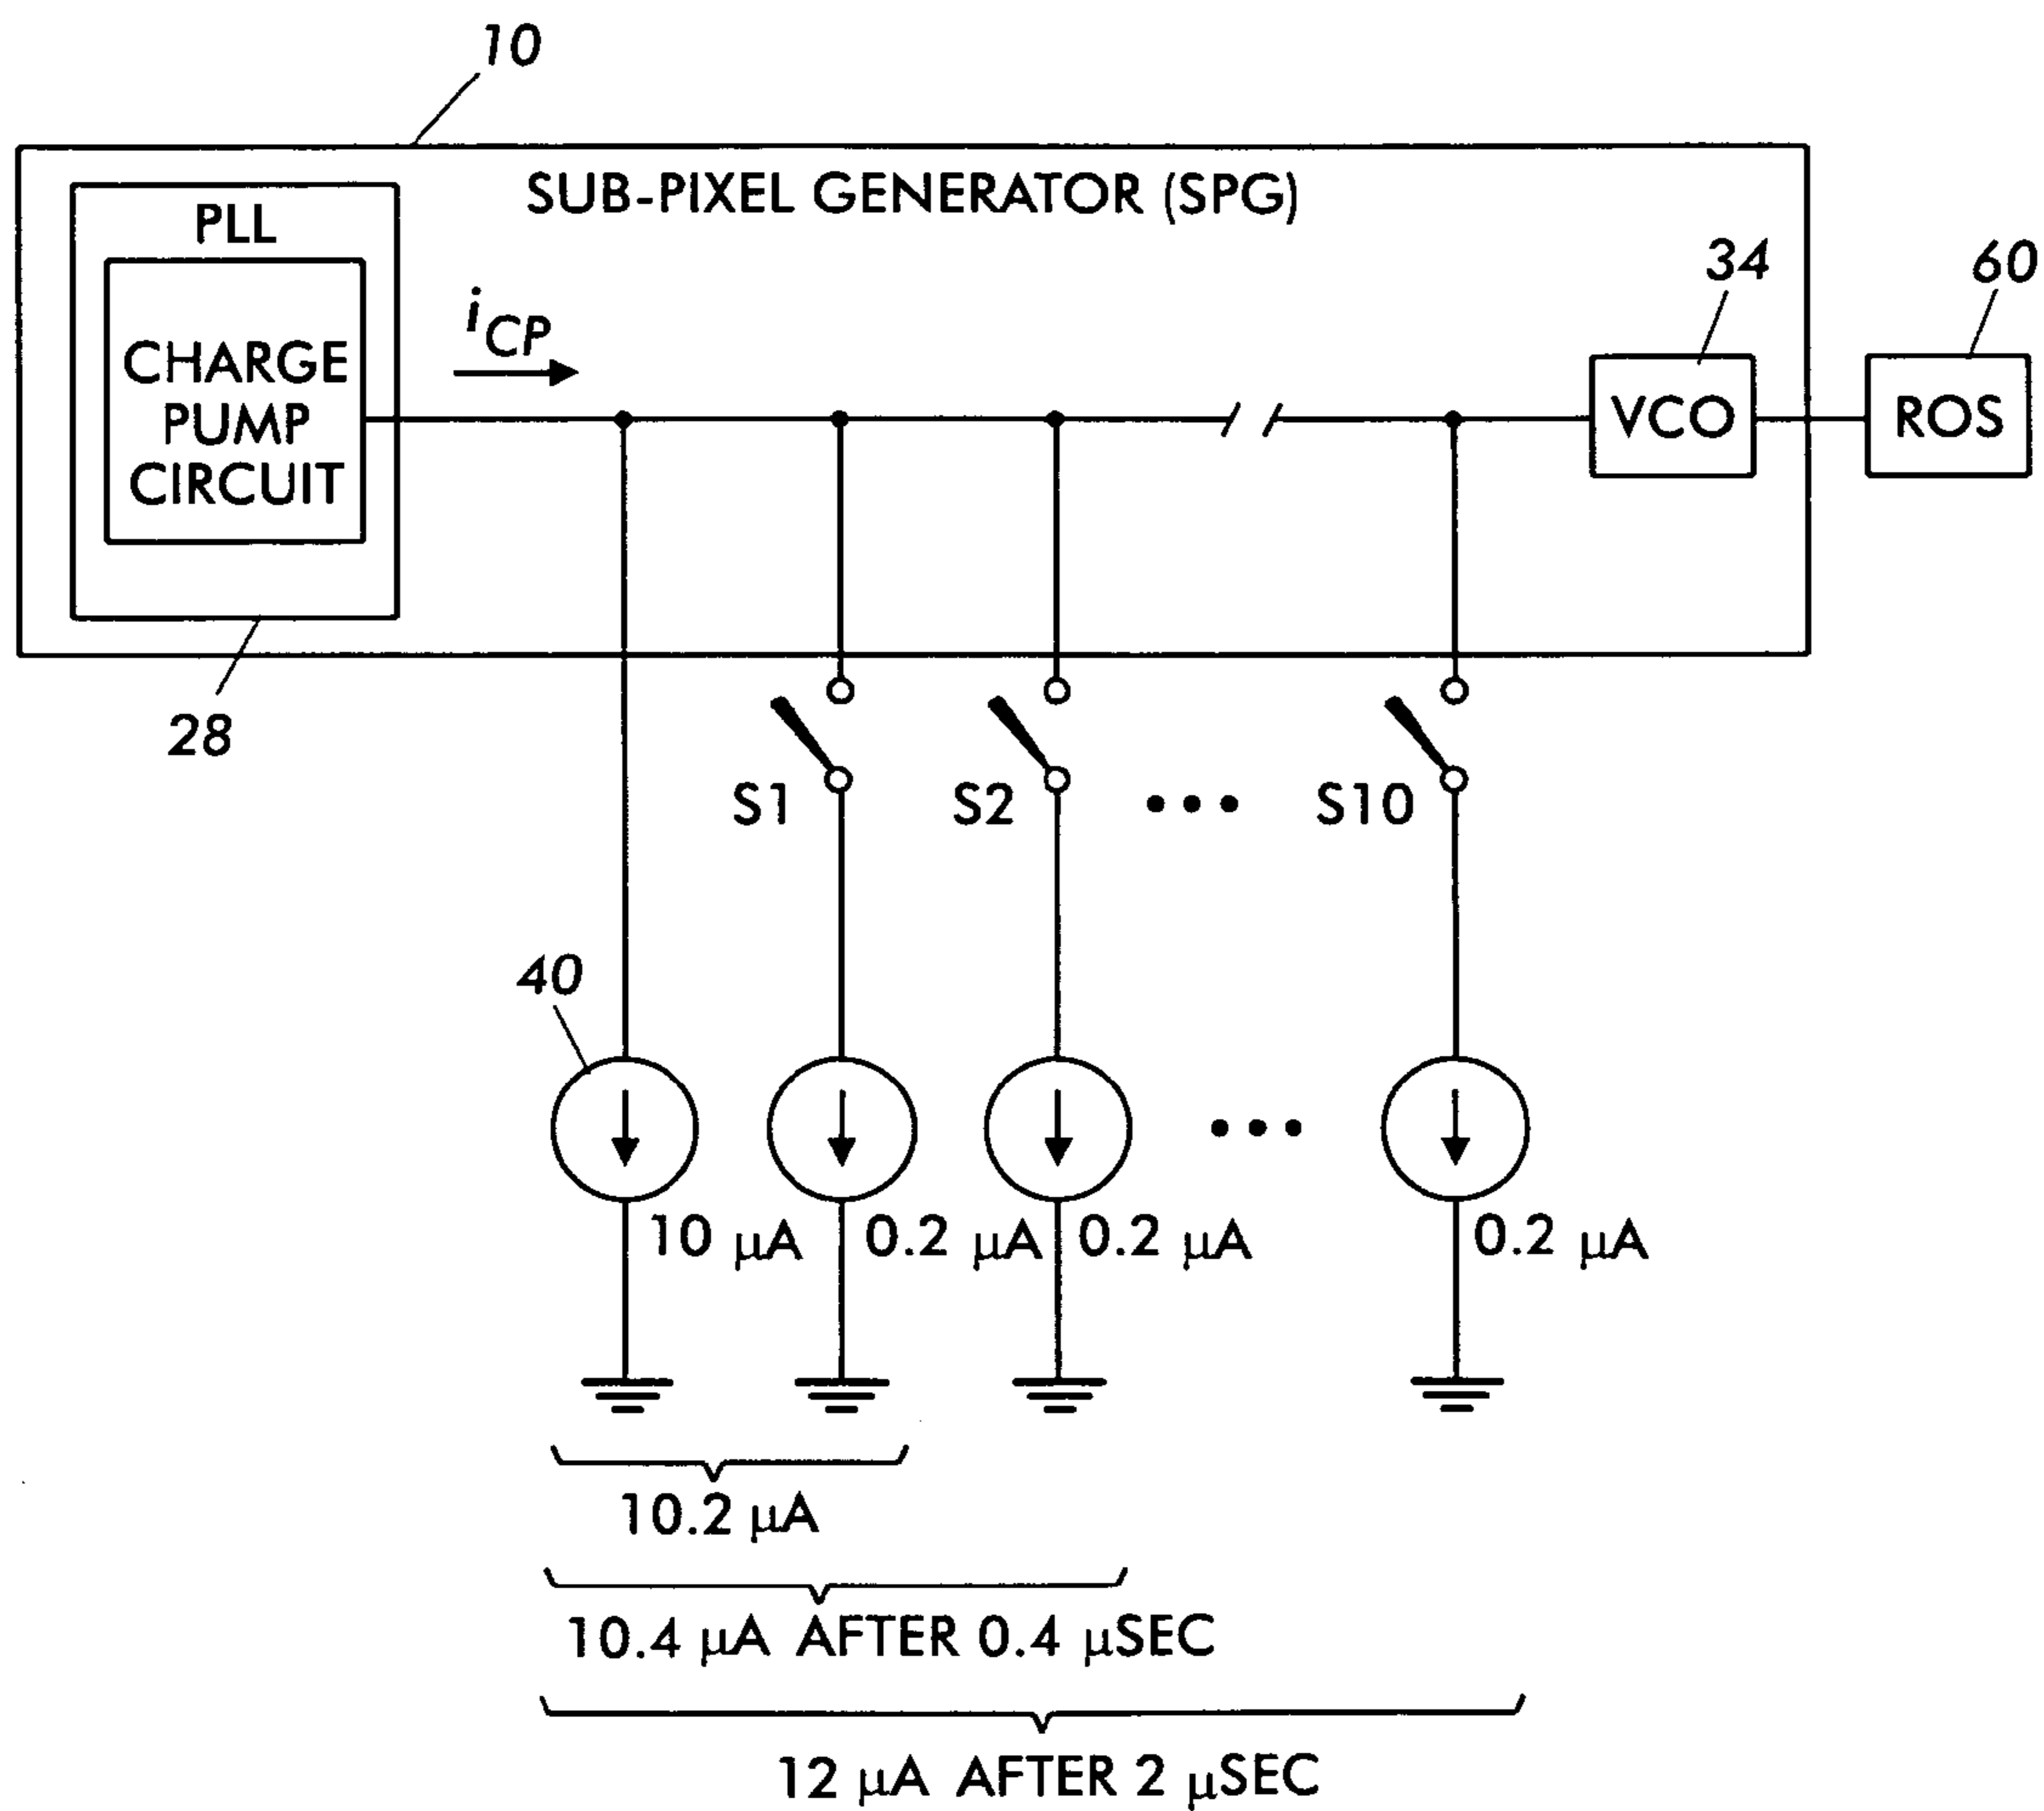 10
SUB-PIXEL GENERATOR (SPG)
PLL
CHARGE
PUMP
CIRCUIT
iCP
34
60
VCO
ROS
28
S1
S2
•••
S10
40
•••
10 µA
0.2 µA
0.2 µA
0.2 µA
10.2 µA
10.4 µA AFTER 0.4 µSEC
12 µA AFTER 2 µSEC